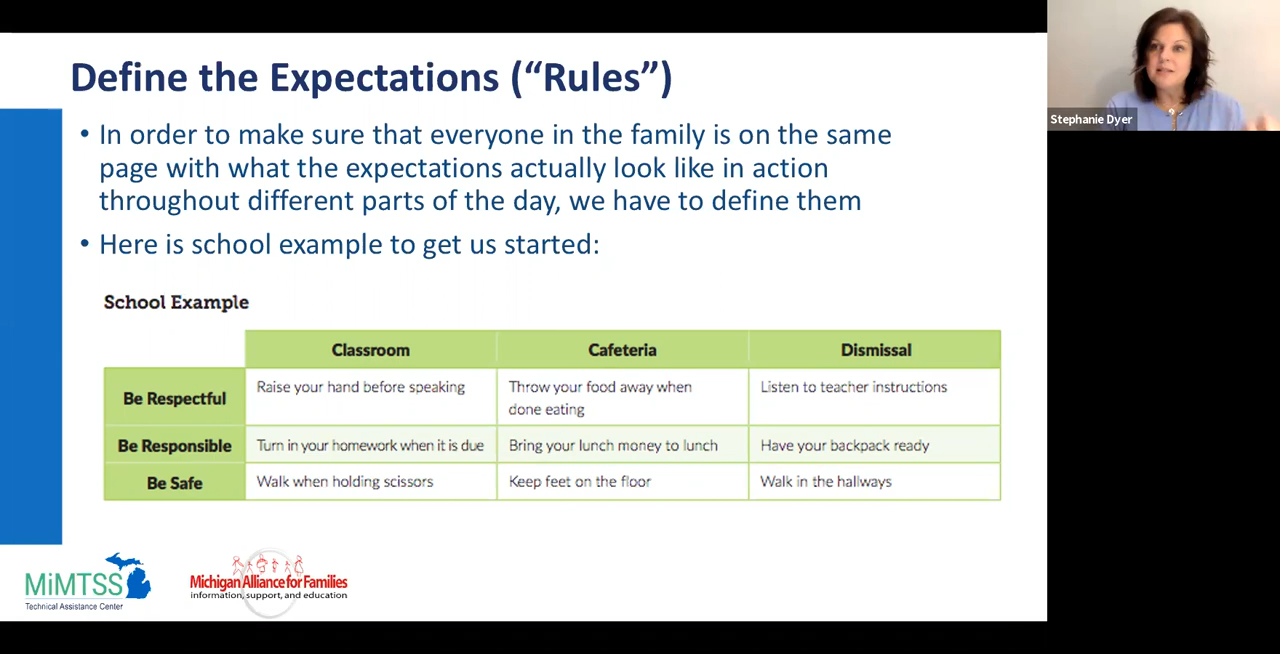 Define the Expectations (“Rules”)
• In order to make sure that everyone in the family is on the same
page with what the expectations actually look like in action
throughout different parts of the day, we have to define them
• Here is school example to get us started:
School Example
Classroom Cafeteria Dismissal
Be Respectful Raise your hand before speaking Throw your food away when Listen to teacher instructions
done eating
Be Responsible Turn in your homework when it is due Bring your lunch money to lunch Have your backpack ready
Be Safe Walk when holding scissors Keep feet on the floor Walk in the hallways
MiMTSS
Technical Assistance Center
Michigan Alliance for Families
information, support, and education
Stephanie Dyer